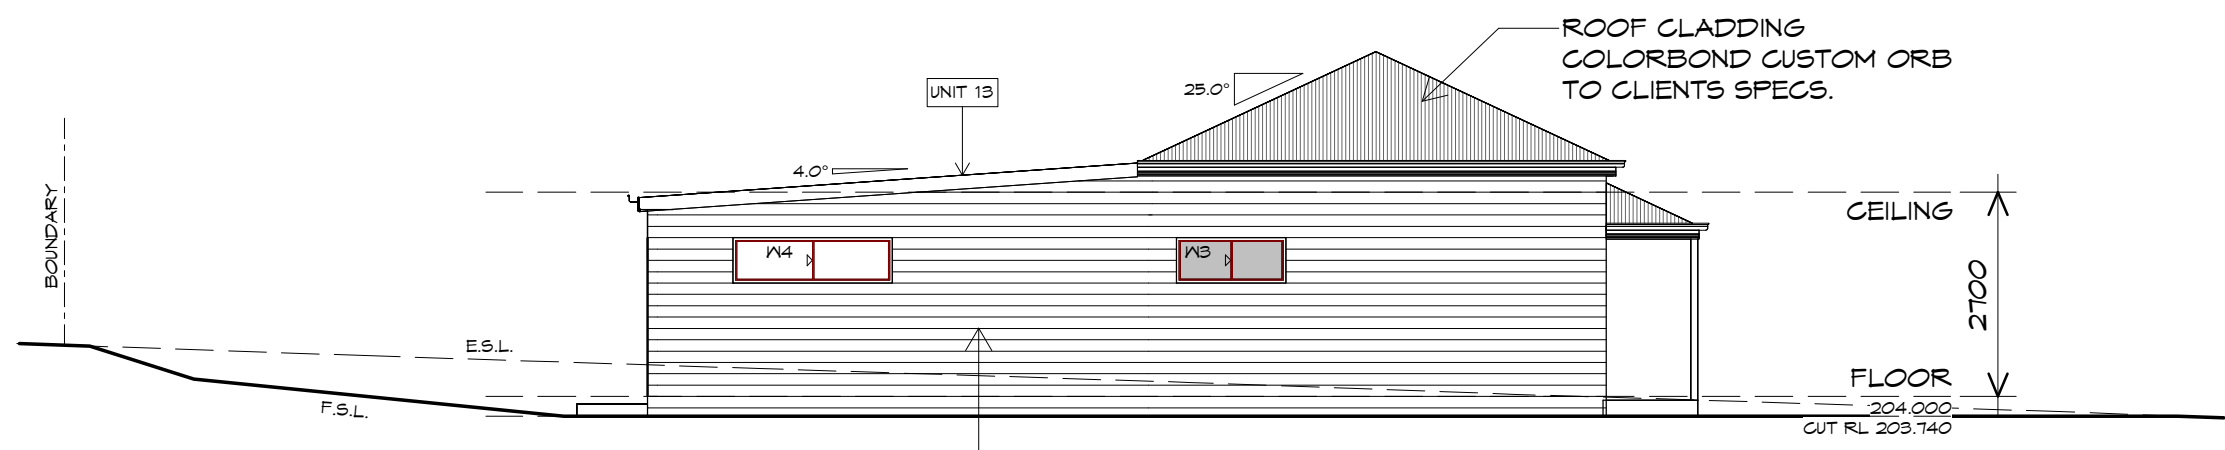 ROOF CLADDING
COLORBOND CUSTOM ORB
TO CLIENTS SPECS.
25.0°
UNIT 13
4.0°
BOUNDARY
CEILING
W4
W3
2700
E.S.L.
FLOOR
F.S.L.
204.000
CUT RL 203.740